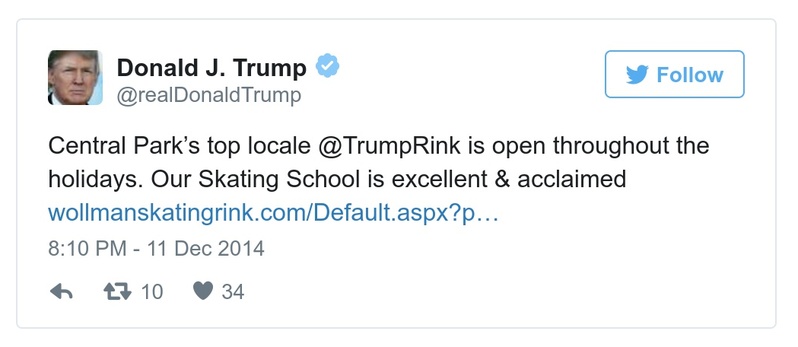 Donald J. Trump
@realDonaldTrump
Follow
Central Park’s top locale @TrumpRink is open throughout the
holidays. Our Skating School is excellent & acclaimed
wollmanskatingrink.com/Default.aspx?p…
8:10 PM - 11 Dec 2014
10 34